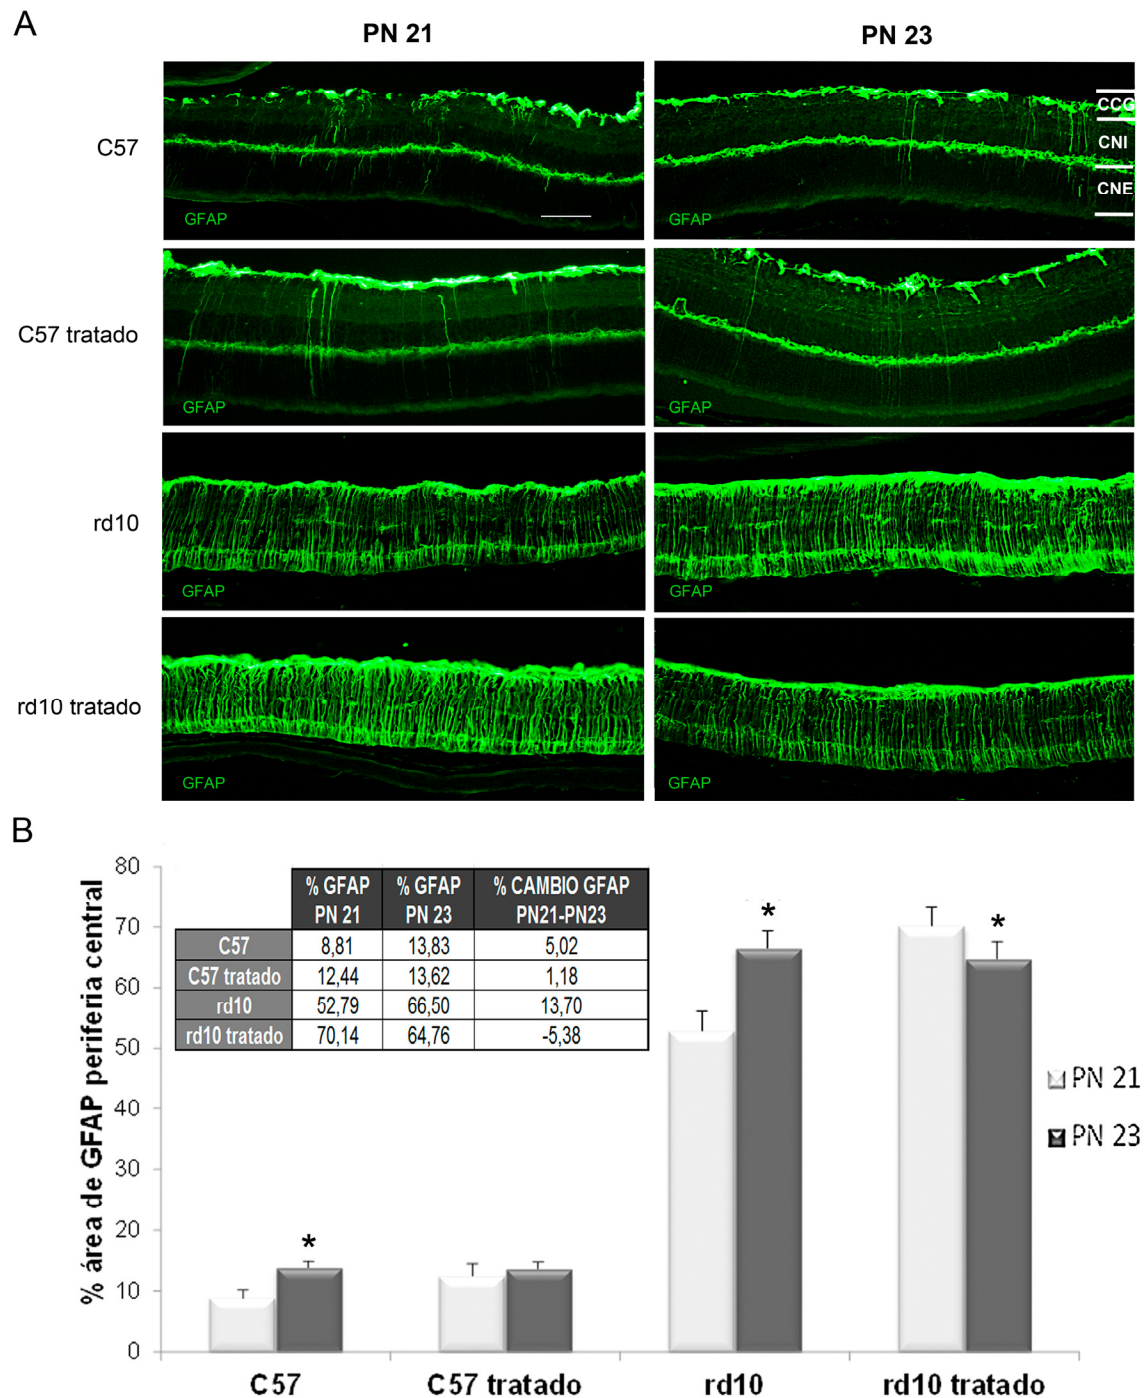 A
PN 21
PN 23
C57
GFAP
GFAP
CCG
CNI
CNE
C57 tratado
GFAP
GFAP
rd10
GFAP
GFAP
rd10 tratado
GFAP
GFAP
B
% área de GFAP periferia central
80
70
60
50
40
30
20
10
0
% GFAP PN 21
% GFAP PN 23
% CAMBIO GFAP PN21-PN23
C57 8,81 13,83 5,02
C57 tratado 12,44 13,62 1,18
rd10 52,79 66,50 13,70
rd10 tratado 70,14 64,76 -5,38
*
*
*
PN 21
PN 23
C57
C57 tratado
rd10
rd10 tratado